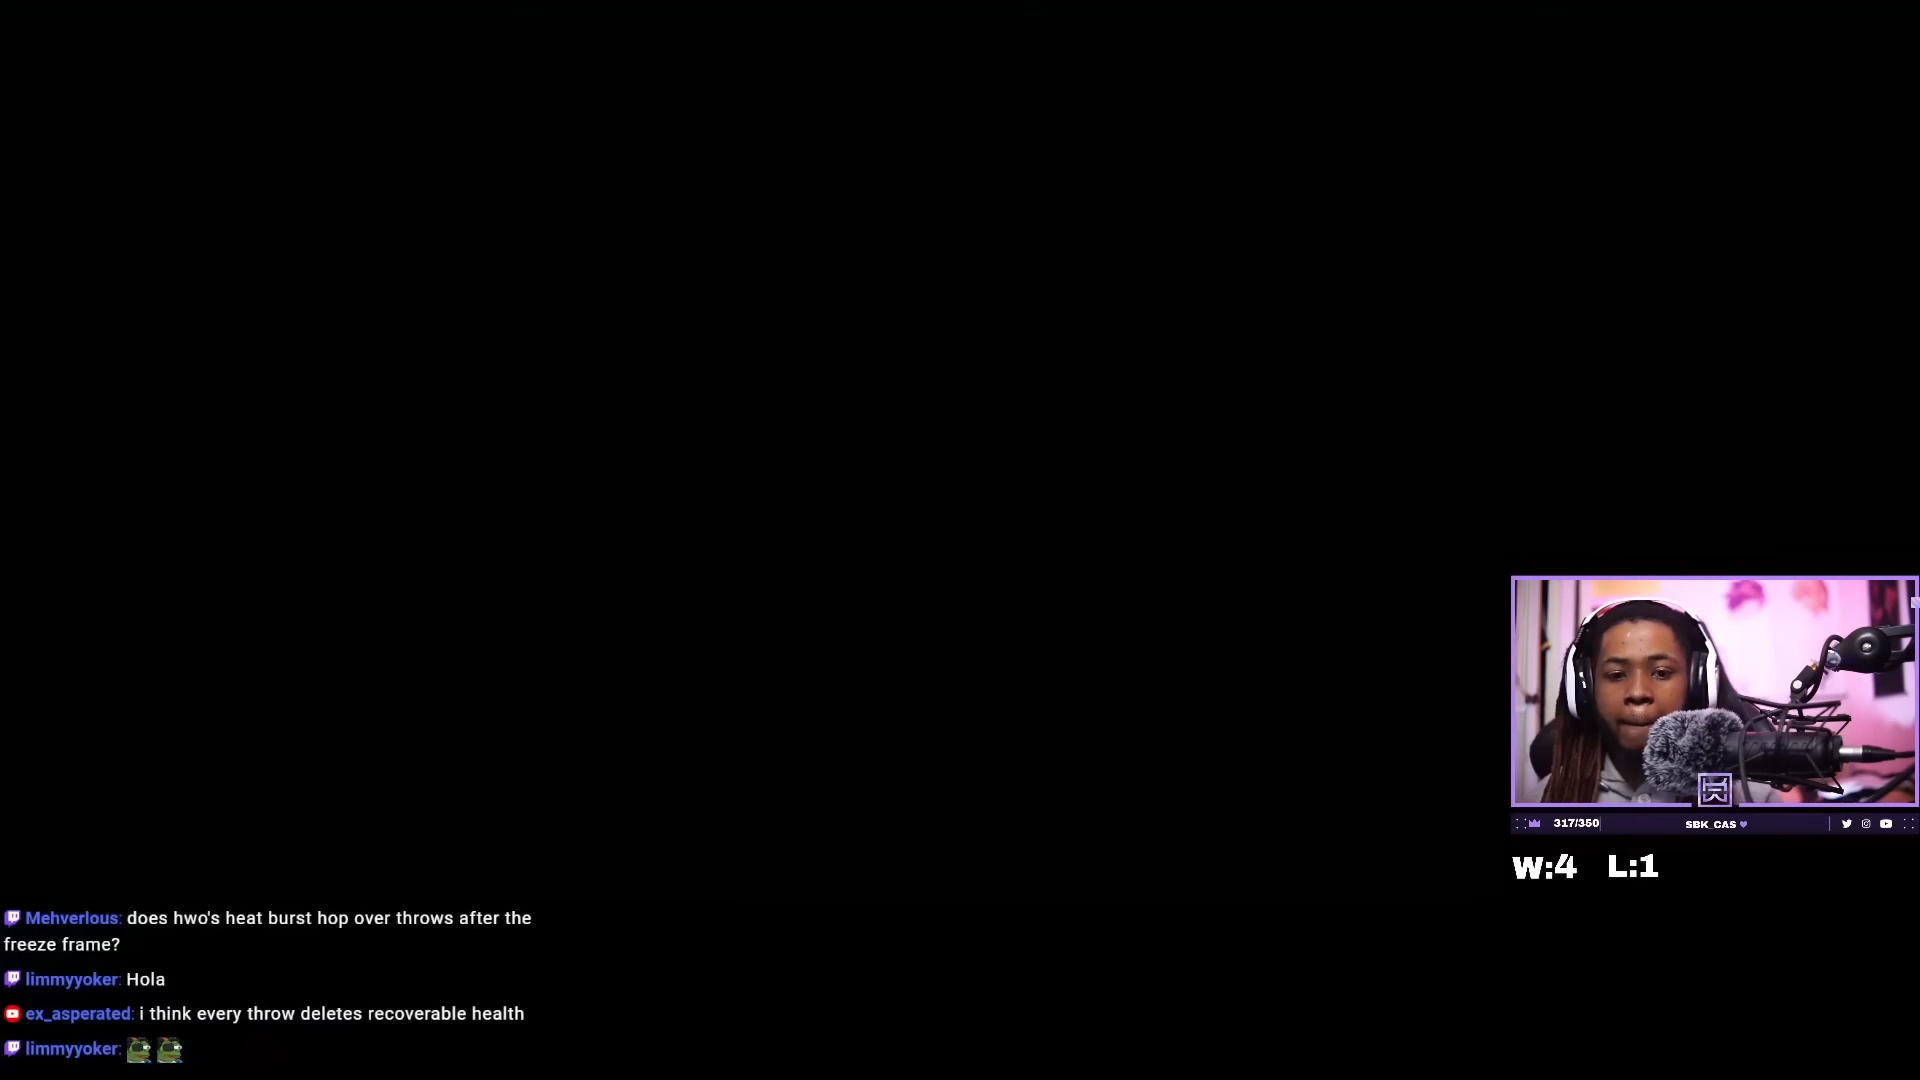 317/350
SBK_CAS
W:4 L:1
Mehverlous: does hwo's heat burst hop over throws after the
freeze frame?
limmyyoker: Hola
ex_asperated: i think every throw deletes recoverable health
limmyyoker: